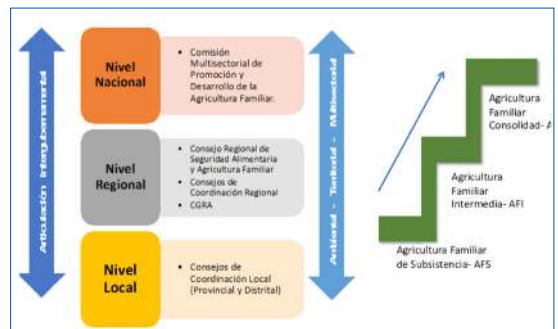 Articulación Intergubernamental
Nivel
Nacional
• Comisión
Multisectorial de
Promoción y
Desarrollo de la
Agricultura Familiar.
Nivel
Regional
• Consejo Regional de
Seguridad Alimentaria
y Agricultura Familiar
• Consejos de
Coordinación Regional
• CGRA
Nivel
Local
• Consejos de
Coordinación Local
(Provincial y Distrital)
Ambiental - Territorial - Multisectorial
Agricultura
Familiar
Consolidad- A
Agricultura
Familiar
Intermedia- AFI
Agricultura Familiar
de Subsistencia- AFS